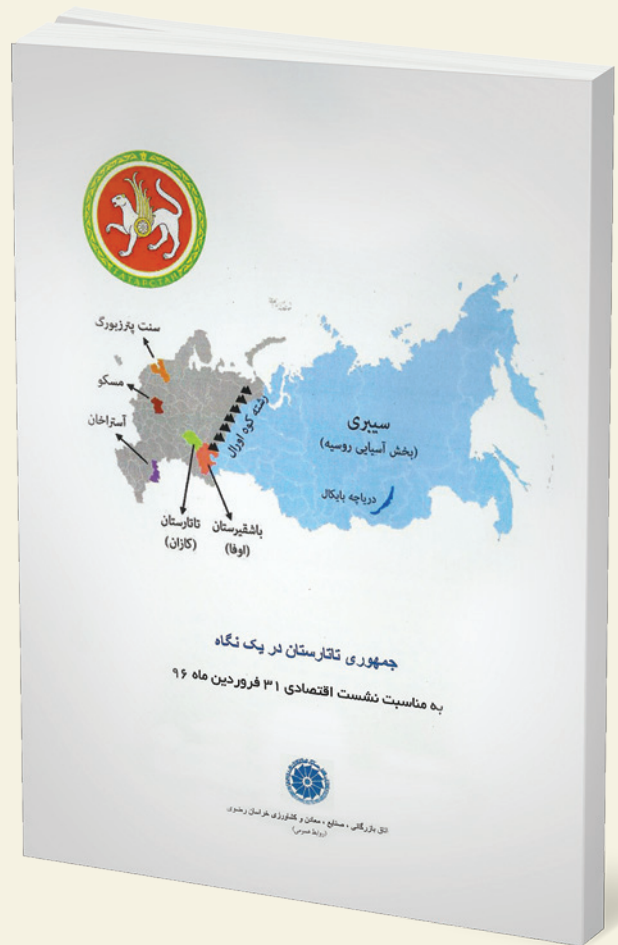 TATARCTAH
سنت پترزبورگ
مسکو
آستراخان
رشته کوه اورال
سیبری
(بخش آسیایی روسیه)
دریاچه بایکال
تاتارستان
(کازان)
باشقیرستان
(اوفا)
جمهوری تاتارستان در یک نگاه
به مناسبت نشست اقتصادی ۳۱ فروردین ماه ۹۶
اتاق بازرگانی ، صنایع ، معادن و کشاورزی خراسان رضوی
(روابط عمومی)